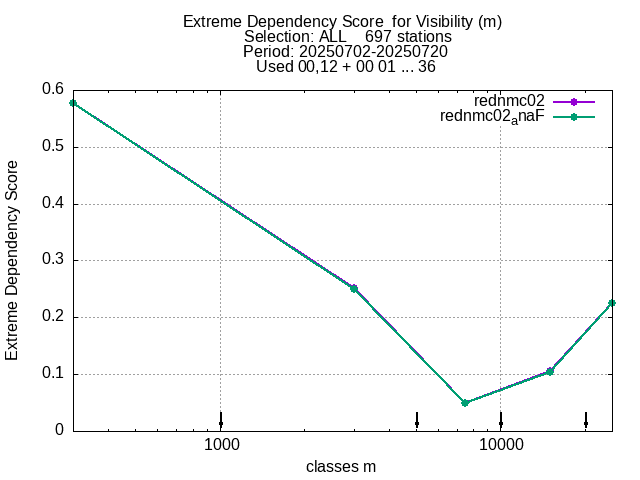 Extreme Dependency Score  for Visibility (m)
Selection: ALL    697 stations
Period: 20250702-20250720
Used 00,12 + 00 01 ... 36
rednmc02
rednmc02anaF
Extreme Dependency Score
0.6
0.5
0.4
0.3
0.2
0.1
0
1000
10000
classes m